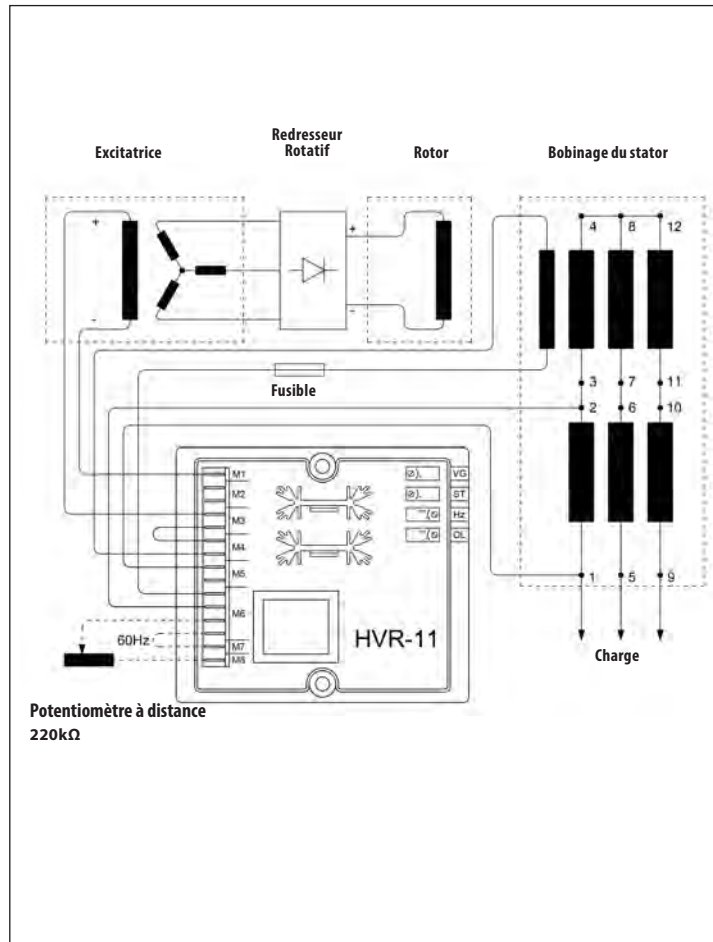 Excitatrice
Redresseur
Rotatif
Rotor
Bobinage du stator
+
-
+
-
4 8 12
3 7 11
2 6 10
1 5 9
Fusible
M1
M2
M3
M4
M5
M6
M7
M8
VG
ST
Hz
OL
60Hz
HVR-11
Charge
Potentiomètre à distance
220kΩ